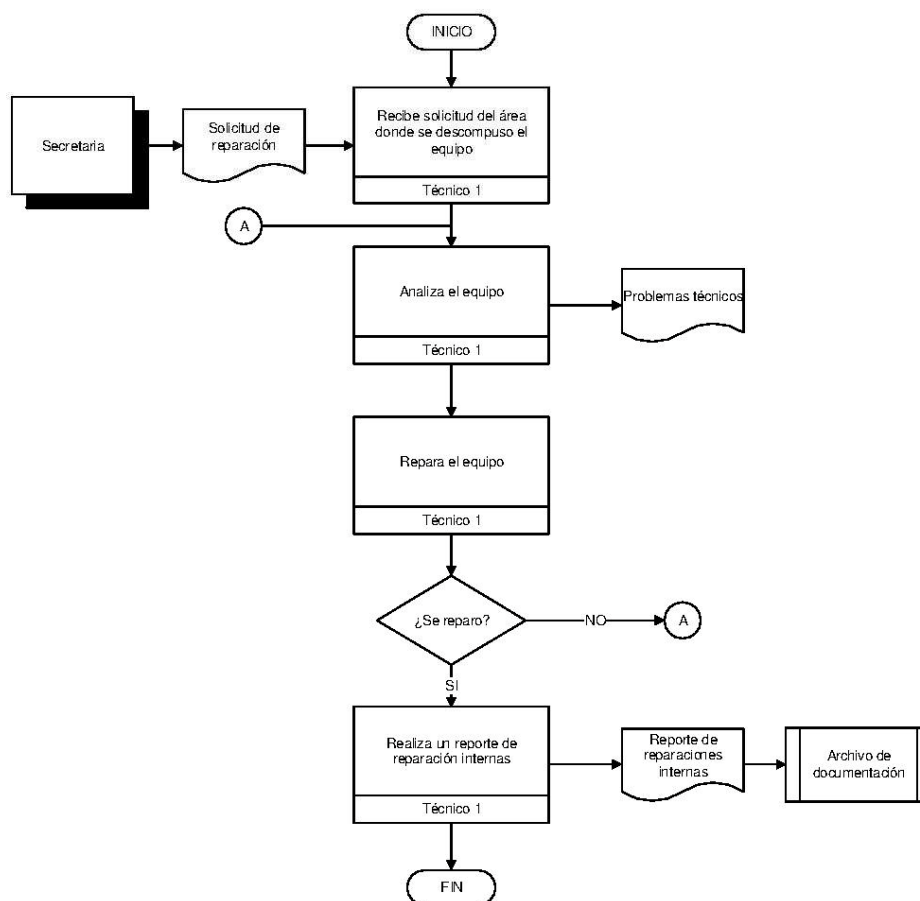 INICIO
Secretaria
Solicitud de
reparación
Recibe solicitud del área
donde se descompuso el
equipo
Técnico 1
A
Analiza el equipo
Técnico 1
Problemas técnicos
Repara el equipo
Técnico 1
¿Se reparo?
NO
A
SI
Realiza un reporte de
reparación internas
Técnico 1
Reporte de
reparaciones
internas
Archivo de
documentación
FIN